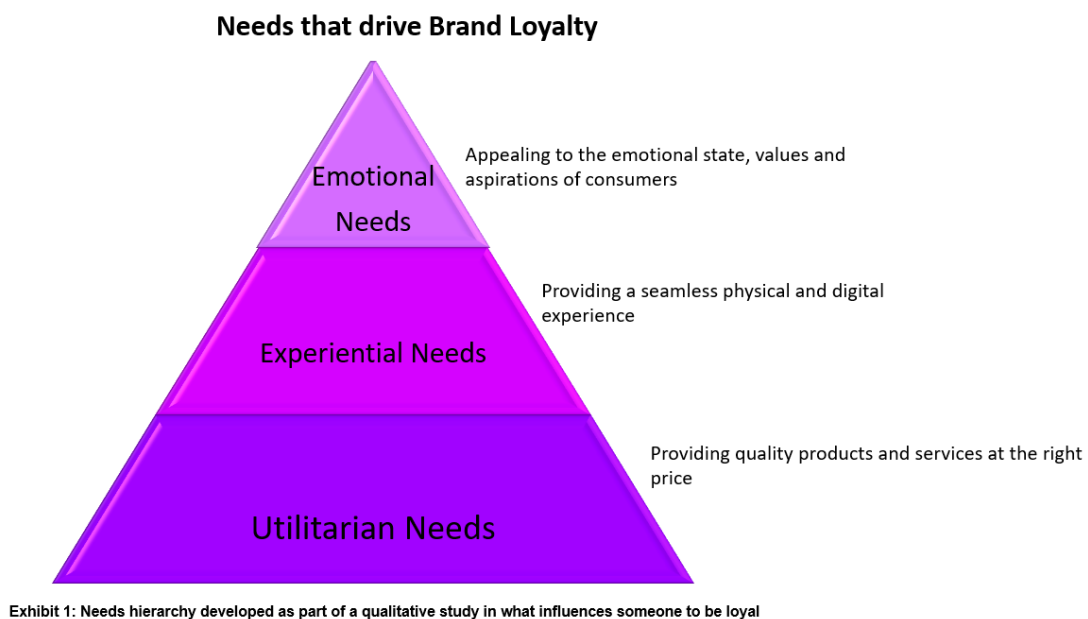 Needs that drive Brand Loyalty
Emotional
Needs
Appealing to the emotional state, values and
aspirations of consumers
Experiential Needs
Providing a seamless physical and digital
experience
Utilitarian Needs
Providing quality products and services at the right
price
Exhibit 1: Needs hierarchy developed as part of a qualitative study in what influences someone to be loyal